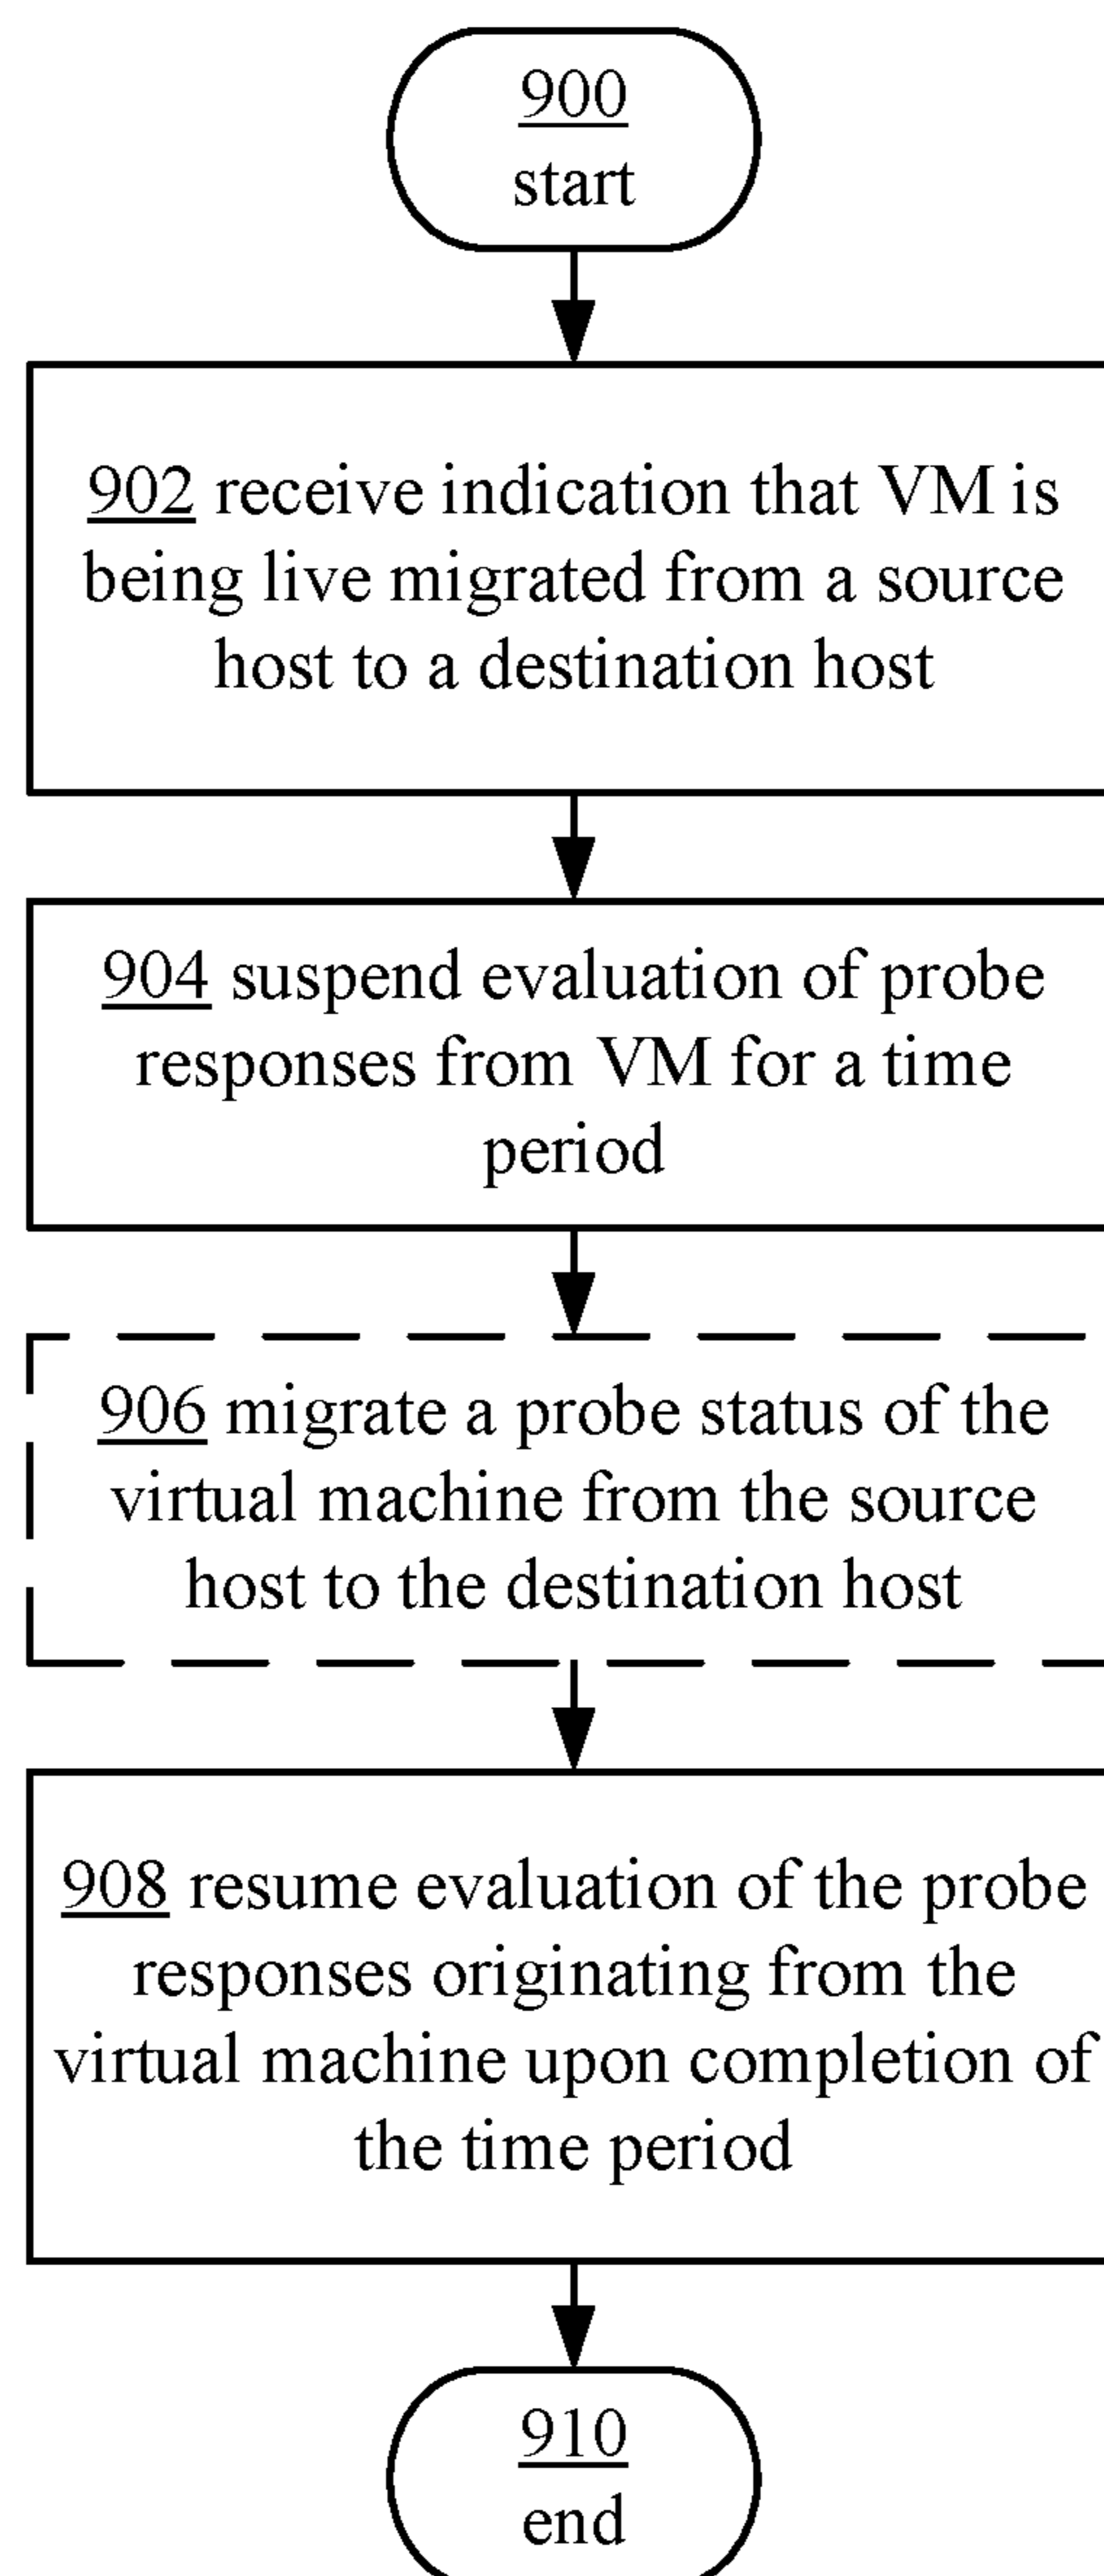 900
start
902 receive indication that VM is
being live migrated from a source
host to a destination host
904 suspend evaluation of probe
responses from VM for a time
period
906 migrate a probe status of the
virtual machine from the source
host to the destination host
908 resume evaluation of the probe
responses originating from the
virtual machine upon completion of
the time period
910
end